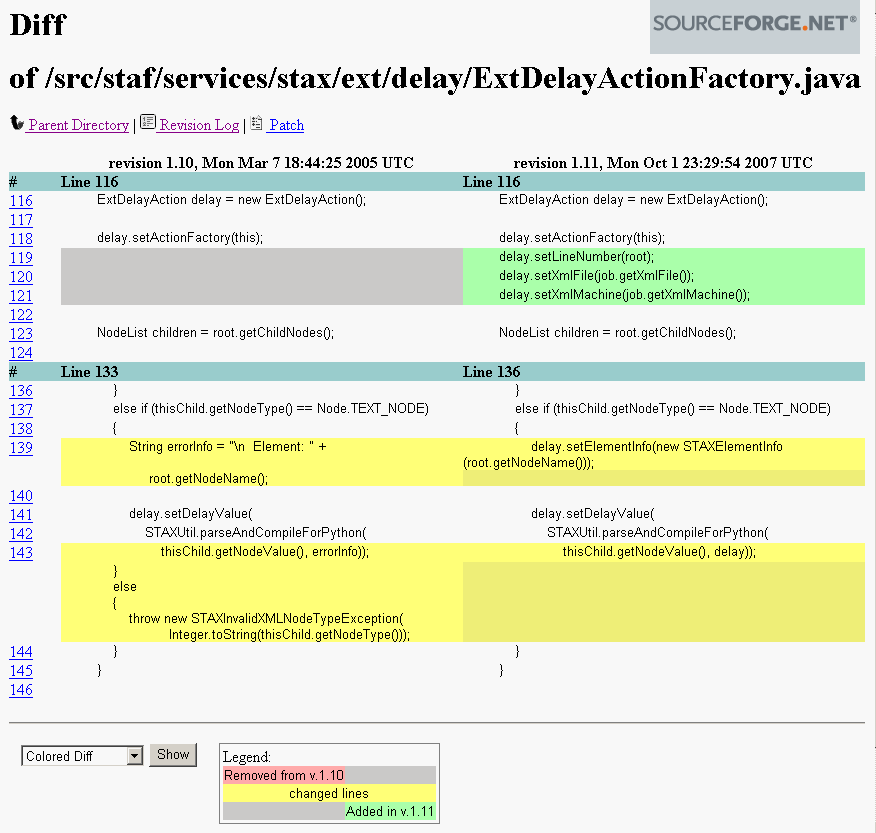 Diff
SOURCEFORGE.NET®
of /src/staf/services/stax/ext/delay/ExtDelayActionFactory.java
Parent Directory | Revision Log | Patch
revision 1.10, Mon Mar 7 18:44:25 2005 UTC revision 1.11, Mon Oct 1 23:29:54 2007 UTC
# Line 116 Line 116
116 ExtDelayAction delay = new ExtDelayAction(); ExtDelayAction delay = new ExtDelayAction();
117
118 delay.setActionFactory(this); delay.setActionFactory(this);
119 delay.setLineNumber(root);
120 delay.setXmlFile(job.getXmlFile());
121 delay.setXmlMachine(job.getXmlMachine());
122
123 NodeList children = root.getChildNodes(); NodeList children = root.getChildNodes();
124
# Line 133 Line 136
136 } }
137 else if (thisChild.getNodeType() == Node.TEXT_NODE) else if (thisChild.getNodeType() == Node.TEXT_NODE)
138 { {
139 String errorInfo = "\n  Element: " + delay.setElementInfo(new STAXElementInfo
(root.getNodeName()));
root.getNodeName();
140
141 delay.setDelayValue( delay.setDelayValue(
142 STAXUtil.parseAndCompileForPython( STAXUtil.parseAndCompileForPython(
143 thisChild.getNodeValue(), errorInfo)); thisChild.getNodeValue(), delay));
}
else
{
throw new STAXInvalidXMLNodeTypeException(
Integer.toString(thisChild.getNodeType()));
144 } }
145 } }
146
Colored Diff Show
Legend:
Removed from v.1.10
changed lines
Added in v.1.11